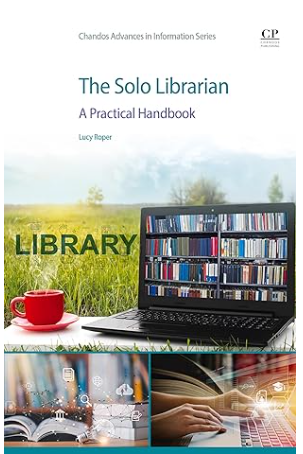 Chandos Advances in Information Series
CP
The Solo Librarian
A Practical Handbook
Lucy Roper
LIBRARY